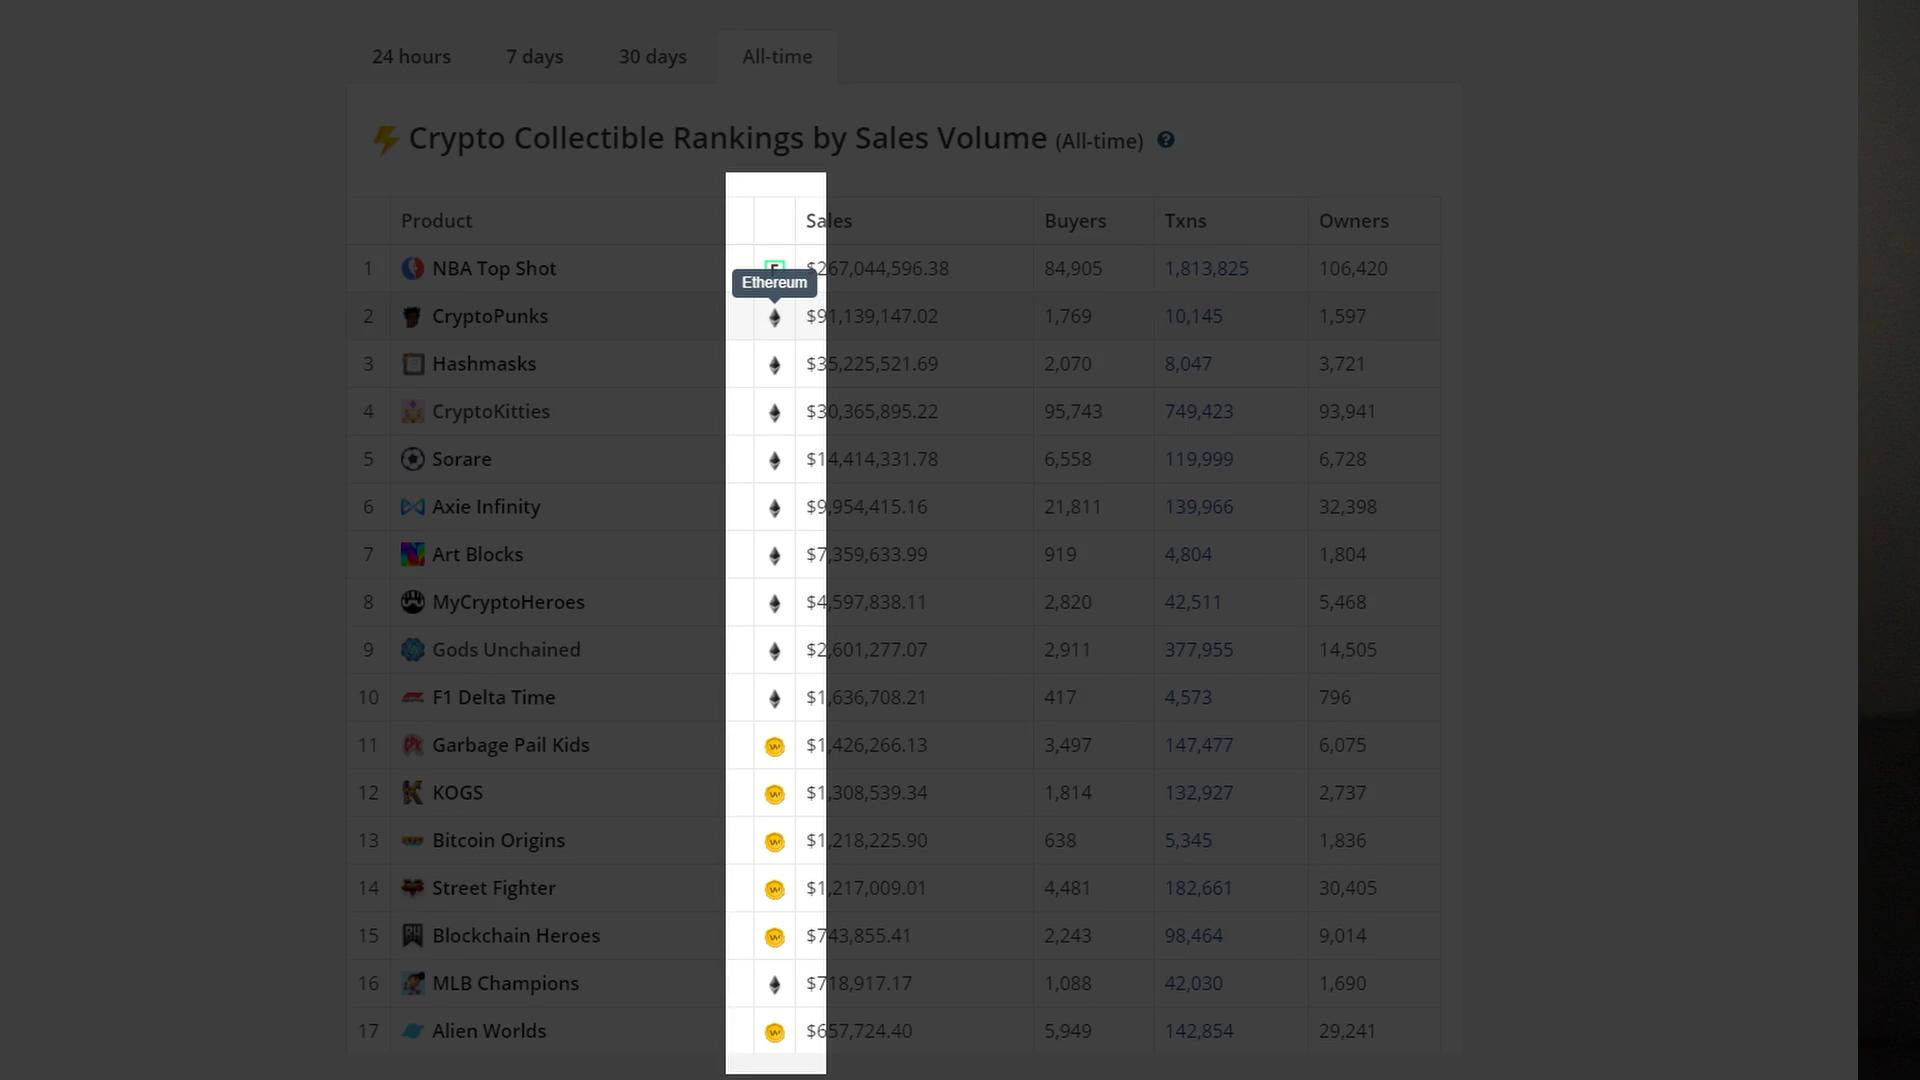 24 hours 7 days 30 days All-time
Crypto Collectible Rankings by Sales Volume (All-time) ?
Product Sales Buyers Txns Owners
1 NBA Top Shot $267,044,596.38 84,905 1,813,825 106,420
Ethereum
2 CryptoPunks $91,139,147.02 1,769 10,145 1,597
3 Hashmasks $35,225,521.69 2,070 8,047 3,721
4 CryptoKitties $30,365,895.22 95,743 749,423 93,941
5 Sorare $14,414,331.78 6,558 119,999 6,728
6 Axie Infinity $9,954,415.16 21,811 139,966 32,398
7 Art Blocks $7,359,633.99 919 4,804 1,804
8 MyCryptoHeroes $4,597,838.11 2,820 42,511 5,468
9 Gods Unchained $2,601,277.07 2,911 377,955 14,505
10 F1 Delta Time $1,636,708.21 417 4,573 796
11 Garbage Pail Kids $1,426,266.13 3,497 147,477 6,075
12 KOGS $1,308,539.34 1,814 132,927 2,737
13 Bitcoin Origins $1,218,225.90 638 5,345 1,836
14 Street Fighter $1,217,009.01 4,481 182,661 30,405
15 Blockchain Heroes $743,855.41 2,243 98,464 9,014
16 MLB Champions $718,917.17 1,088 42,030 1,690
17 Alien Worlds $657,724.40 5,949 142,854 29,241